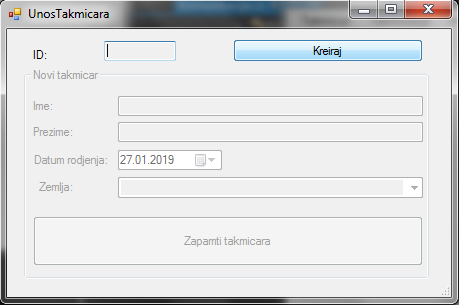 UnosTakmicara
ID:
Kreiraj
Novi takmicar
Ime:
Prezime:
Datum rodjenja: 27.01.2019
Zemlja:
Zapamti takmicara